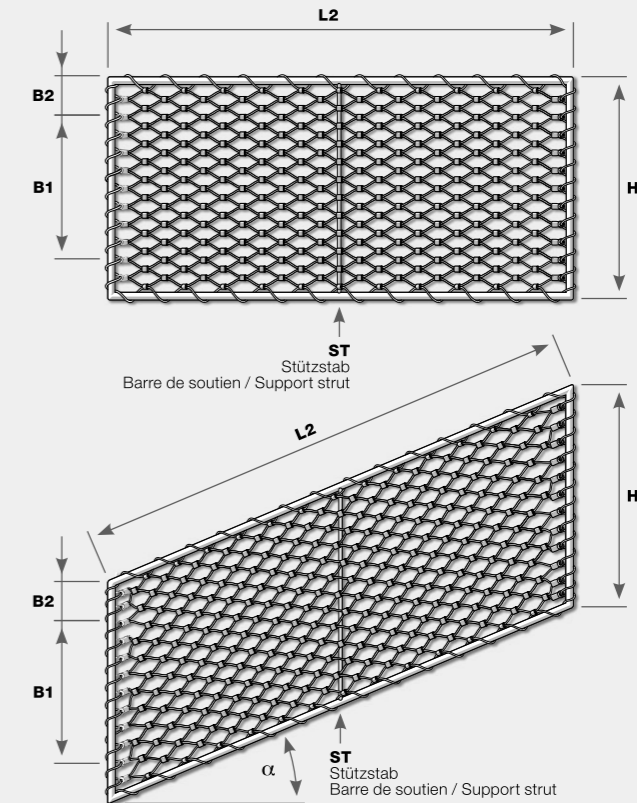 L2
B2
B1
H
ST
Stützstab
Barre de soutien / Support strut
L2
H
B2
B1
α
ST
Stützstab
Barre de soutien / Support strut